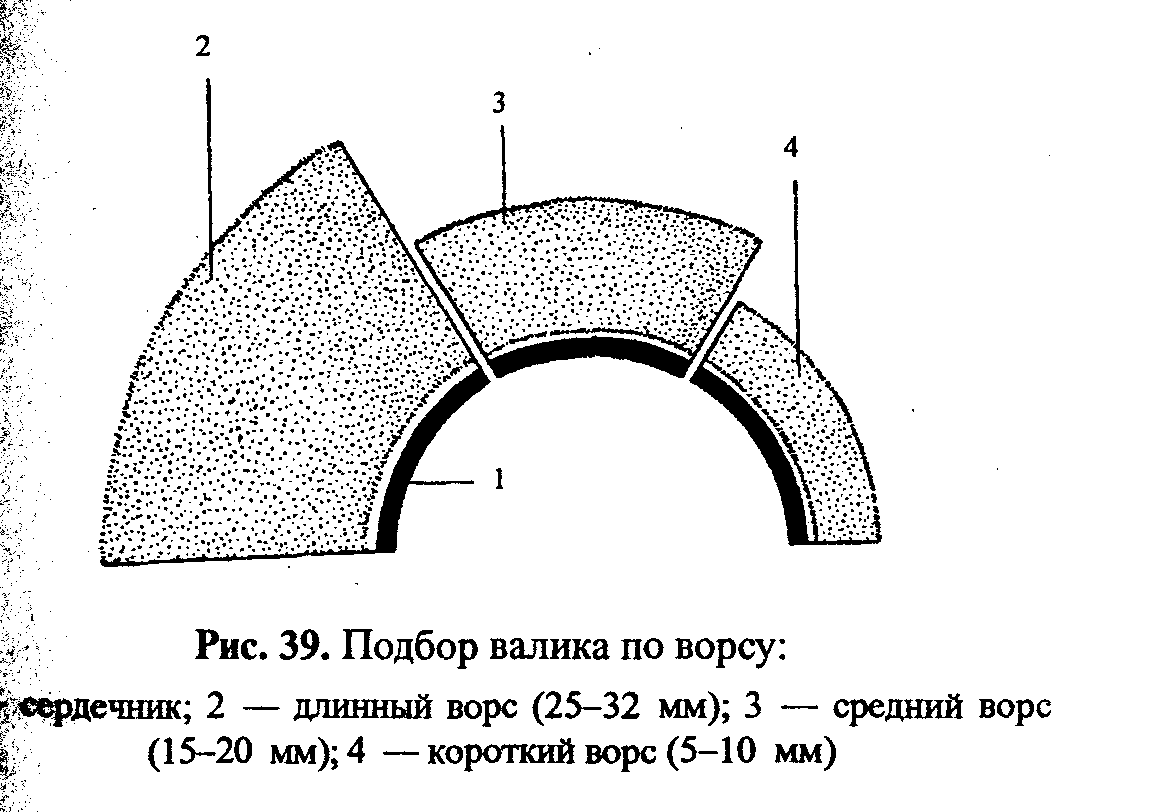 2
3
4
1
Рис. 39. Подбор валика по ворсу:
сердечник; 2 — длинный ворс (25–32 мм); 3 — средний ворс
(15–20 мм); 4 — короткий ворс (5–10 мм)